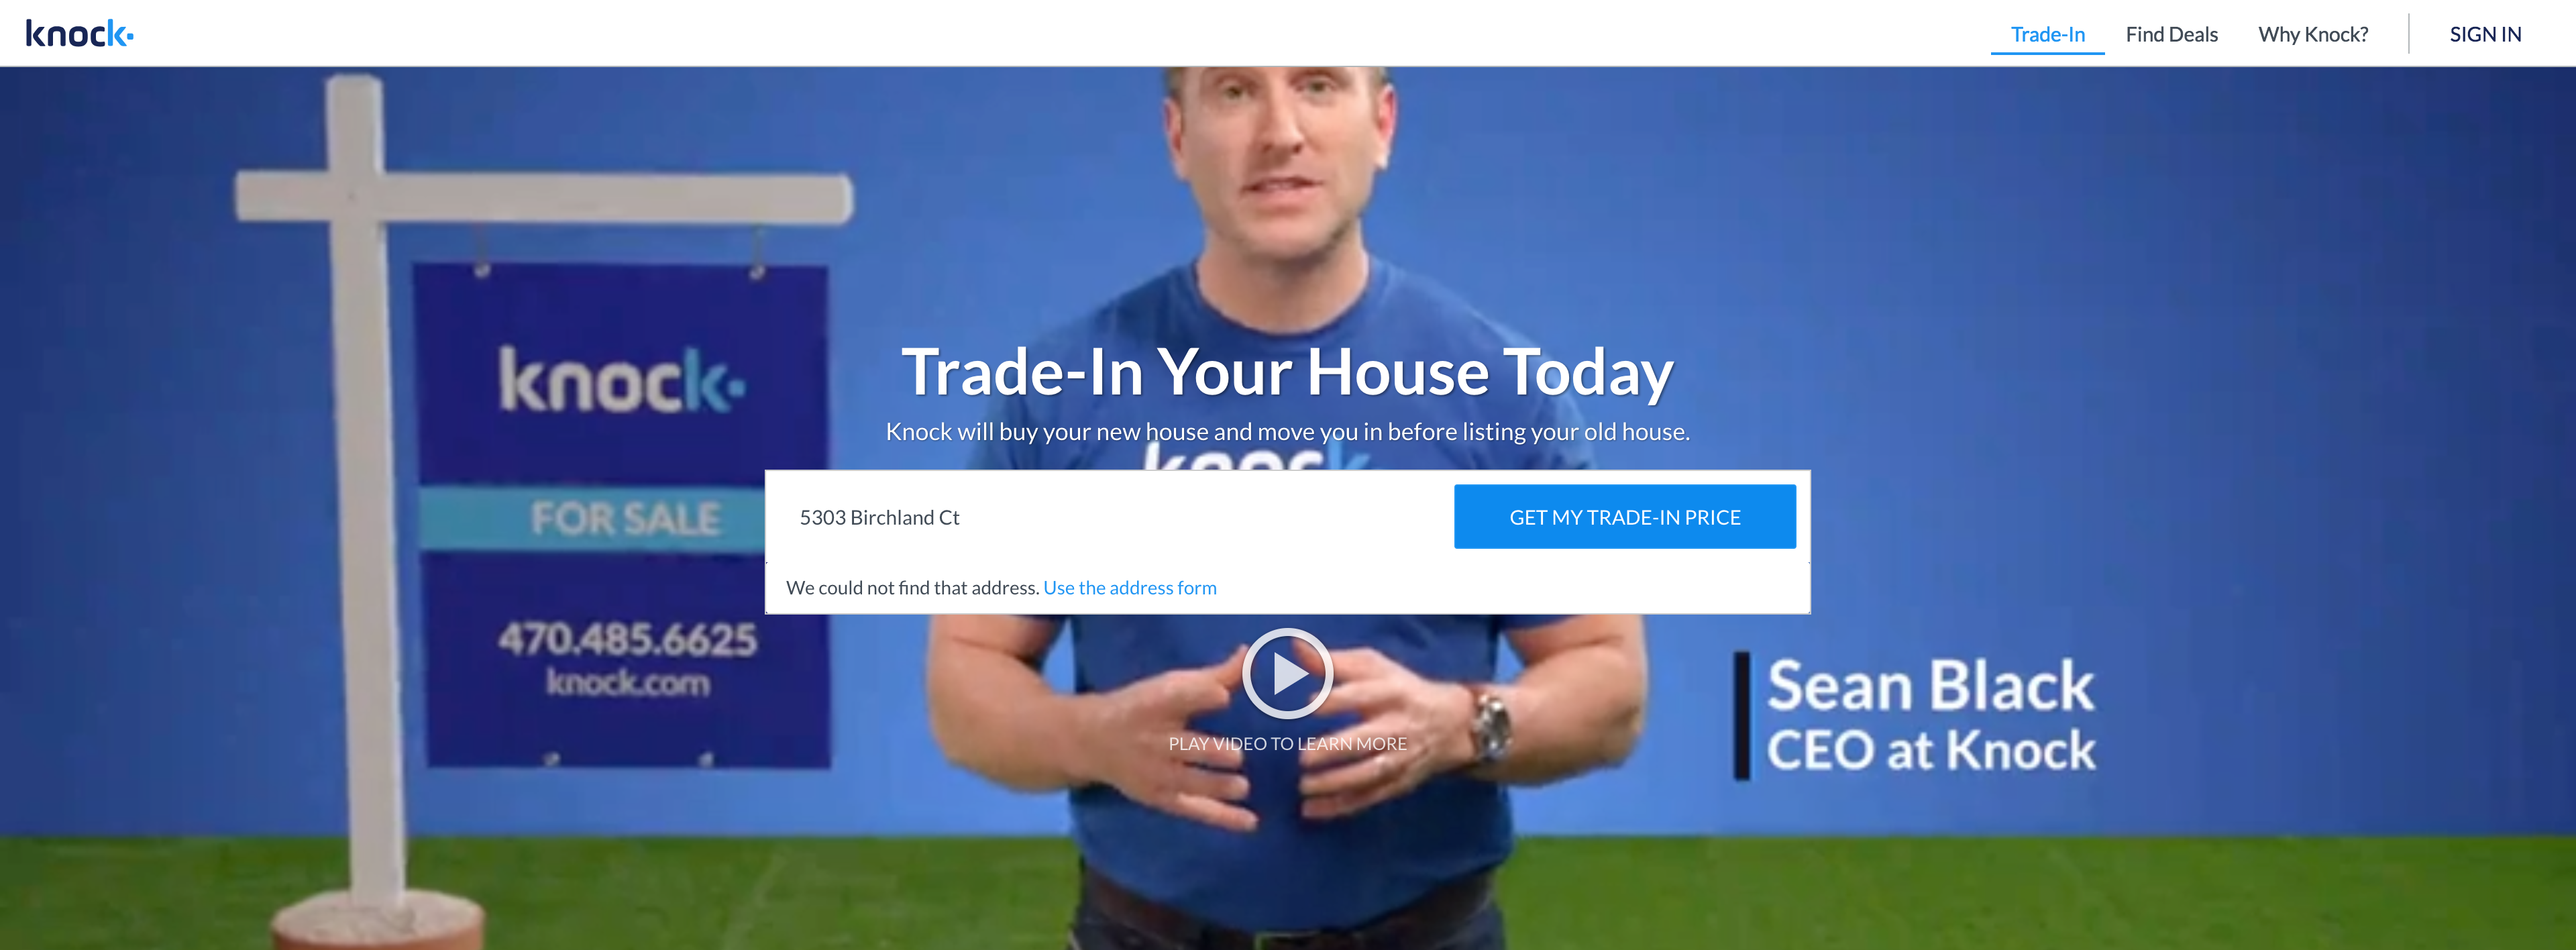 knock
Trade-In
Find Deals
Why Knock?
SIGN IN
knock
FOR SALE
470.485.6625
knock.com
Trade-In Your House Today
Knock will buy your new house and move you in before listing your old house.
knock
5303 Birchland Ct
GET MY TRADE-IN PRICE
We could not find that address. Use the address form
PLAY VIDEO TO LEARN MORE
Sean Black
CEO at Knock